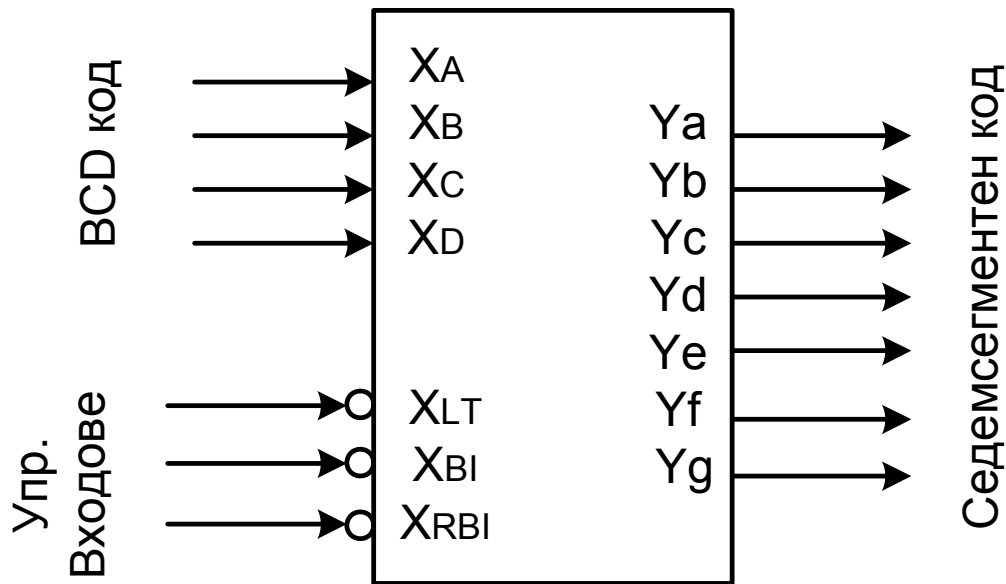 BCD код
Упр.
Входове
XA
XB
XC
XD
XLT
XBI
XRBI
Ya
Yb
Yc
Yd
Ye
Yf
Yg
Седемсегментен код